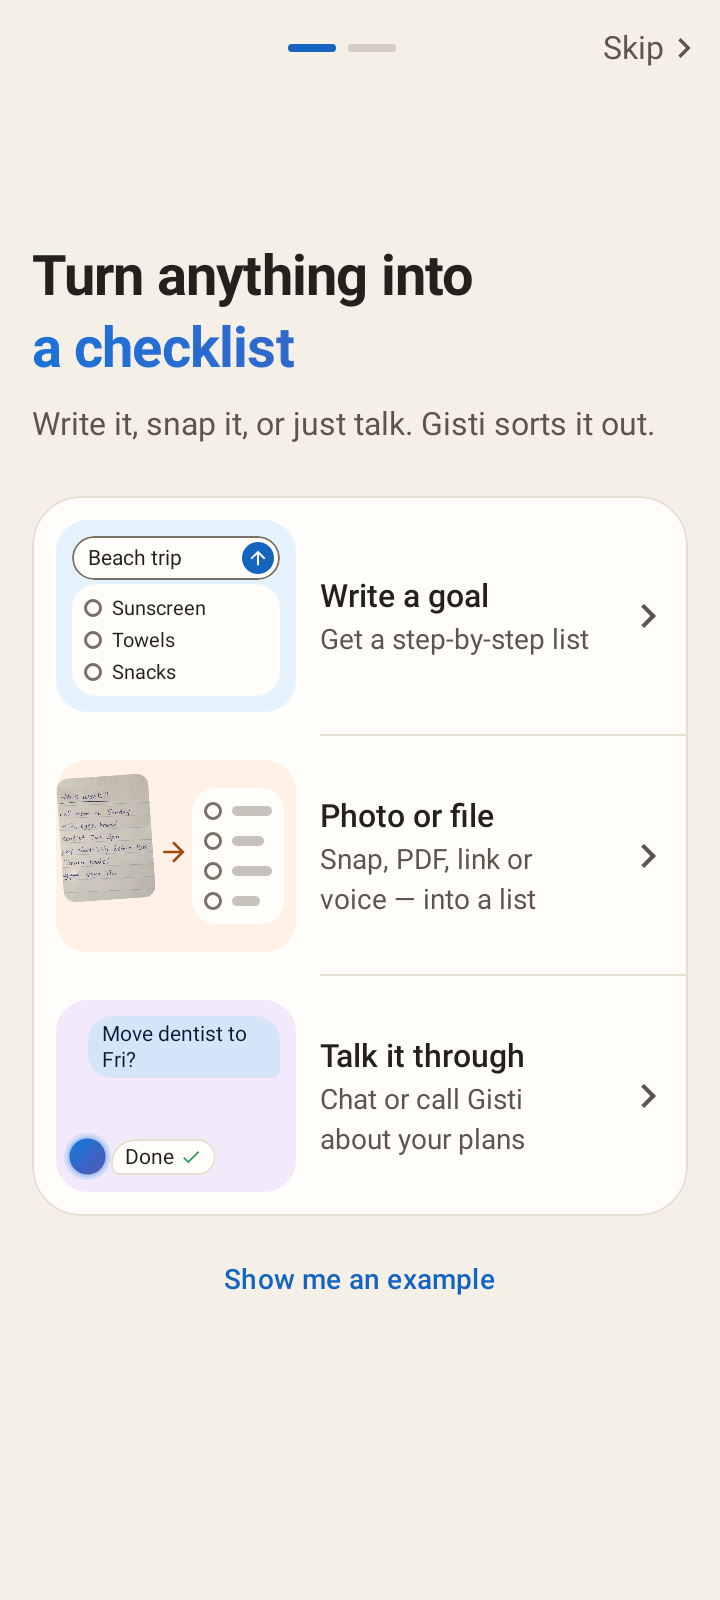 Skip
Turn anything into
a checklist
Write it, snap it, or just talk. Gisti sorts it out.
Beach trip
Sunscreen
Towels
Snacks
Write a goal
Get a step-by-step list
Photo or file
Snap, PDF, link or
voice — into a list
Move dentist to
Fri?
Done
Talk it through
Chat or call Gisti
about your plans
Show me an example